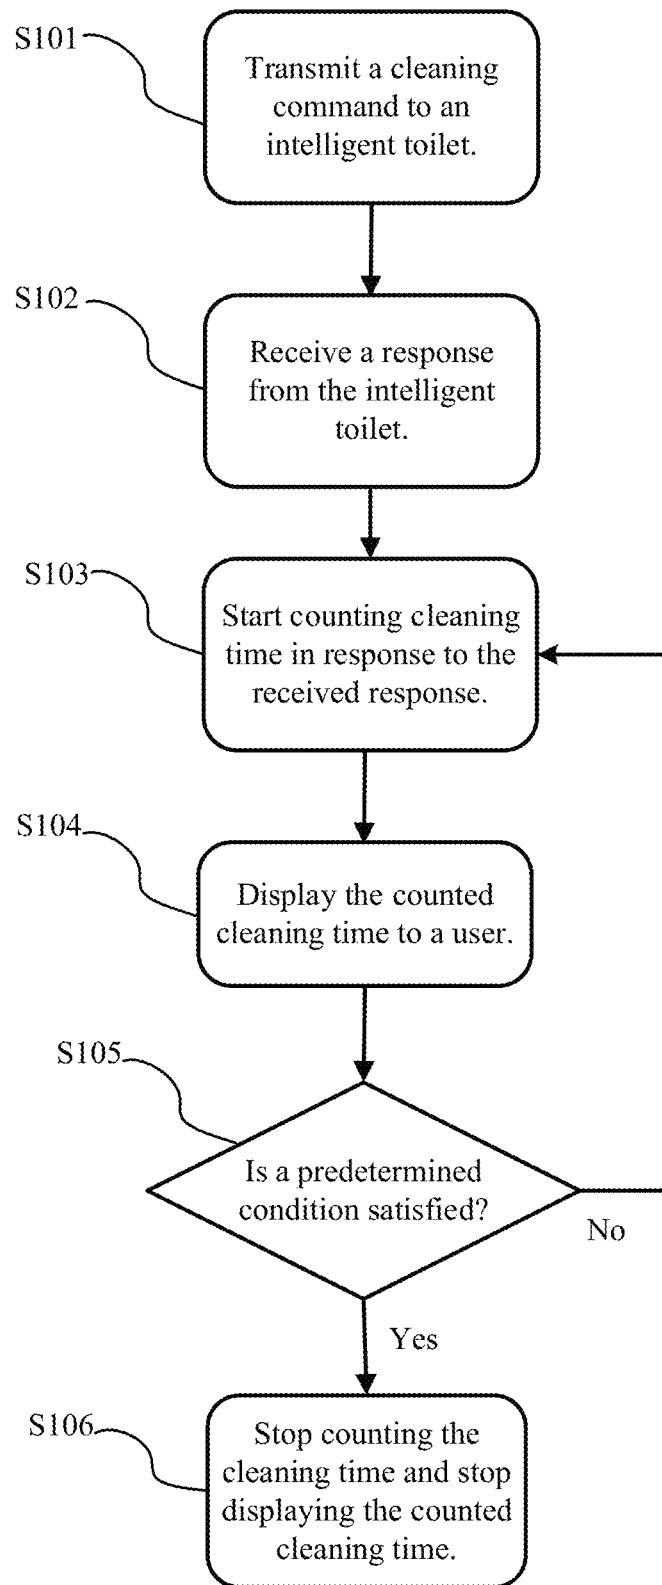 S101
Transmit a cleaning
command to an
intelligent toilet.
S102
Receive a response
from the intelligent
toilet.
S103
Start counting cleaning
time in response to the
received response.
S104
Display the counted
cleaning time to a user.
S105
Is a predetermined
condition satisfied?
No
Yes
S106
Stop counting the
cleaning time and stop
displaying the counted
cleaning time.